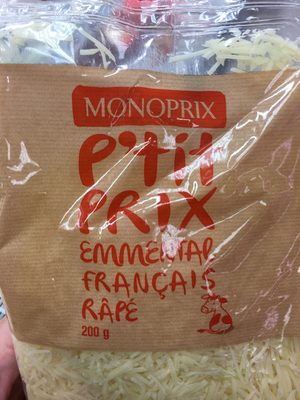 MONOPRIX
P'tit
PRIX
EMMENTAL
FRANÇAIS
RÂPÉ
200 g